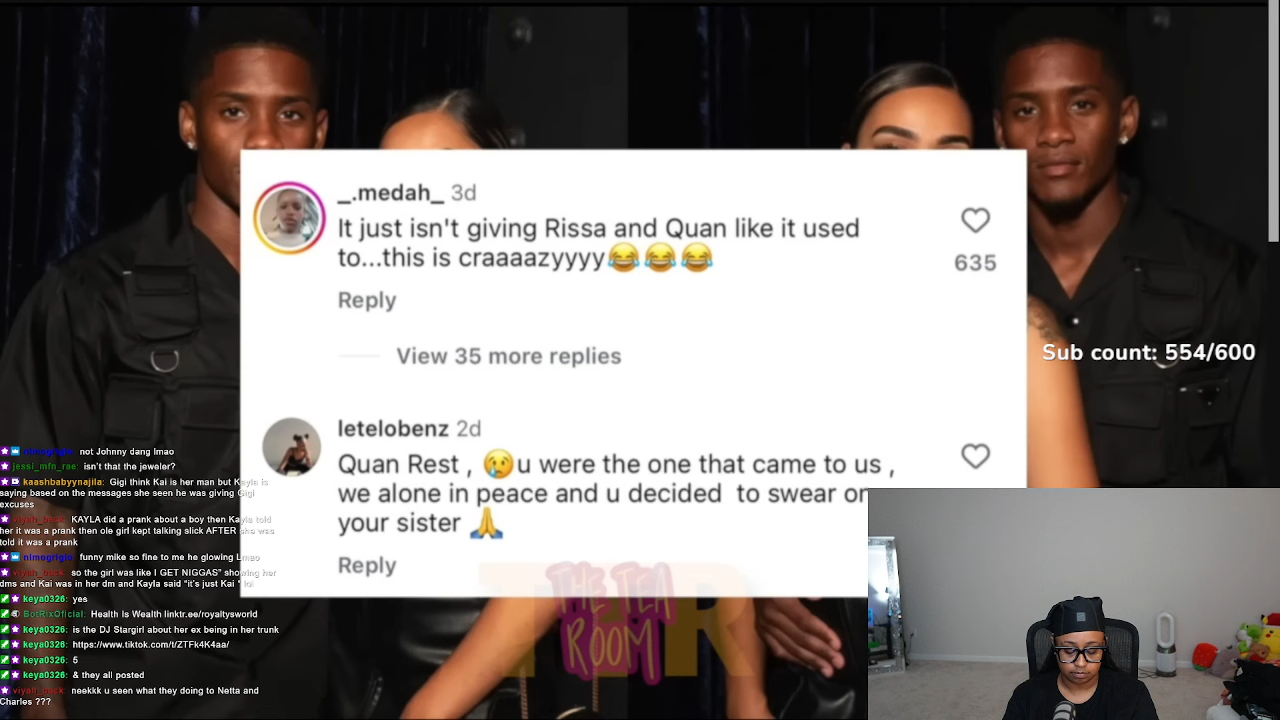 _.medah_ 3d
It just isn't giving Rissa and Quan like it used
to...this is craaaazyyyy😂😂😂
635
Reply
View 35 more replies
letelobenz 2d
Quan Rest , 😢u were the one that came to us ,
we alone in peace and u decided to swear on
your sister 🙏
Reply
Sub count: 554/600
THE TEA
ROOM
nlmogriglo: not Johnny dang lmao
jessi_mfn_rae: isn't that the jeweler?
kaashbabyynajila: Gigi think Kai is her man but Kayla is
saying based on the messages she seen he was giving Gigi
excuses
viyah_buck: KAYLA did a prank about a boy then Kayla told
her it was a prank then ole girl kept talking slick AFTER she was
told it was a prank
nlmogriglo: funny mike so fine to me he glowing Lmao
viyah_buck: so the girl was like I GET NIGGAS" showing her
dms and Kai was in her dm and Kayla said "it's just Kai " lol
keya0326: yes
BotRixOficial: Health Is Wealth linktr.ee/royaltysworld
keya0326: is the DJ Stargirl about her ex being in her trunk
keya0326: https://www.tiktok.com/t/ZTFk4K4aa/
keya0326: 5
keya0326: & they all posted
viyah_buck: neekkk u seen what they doing to Netta and
Charles ???